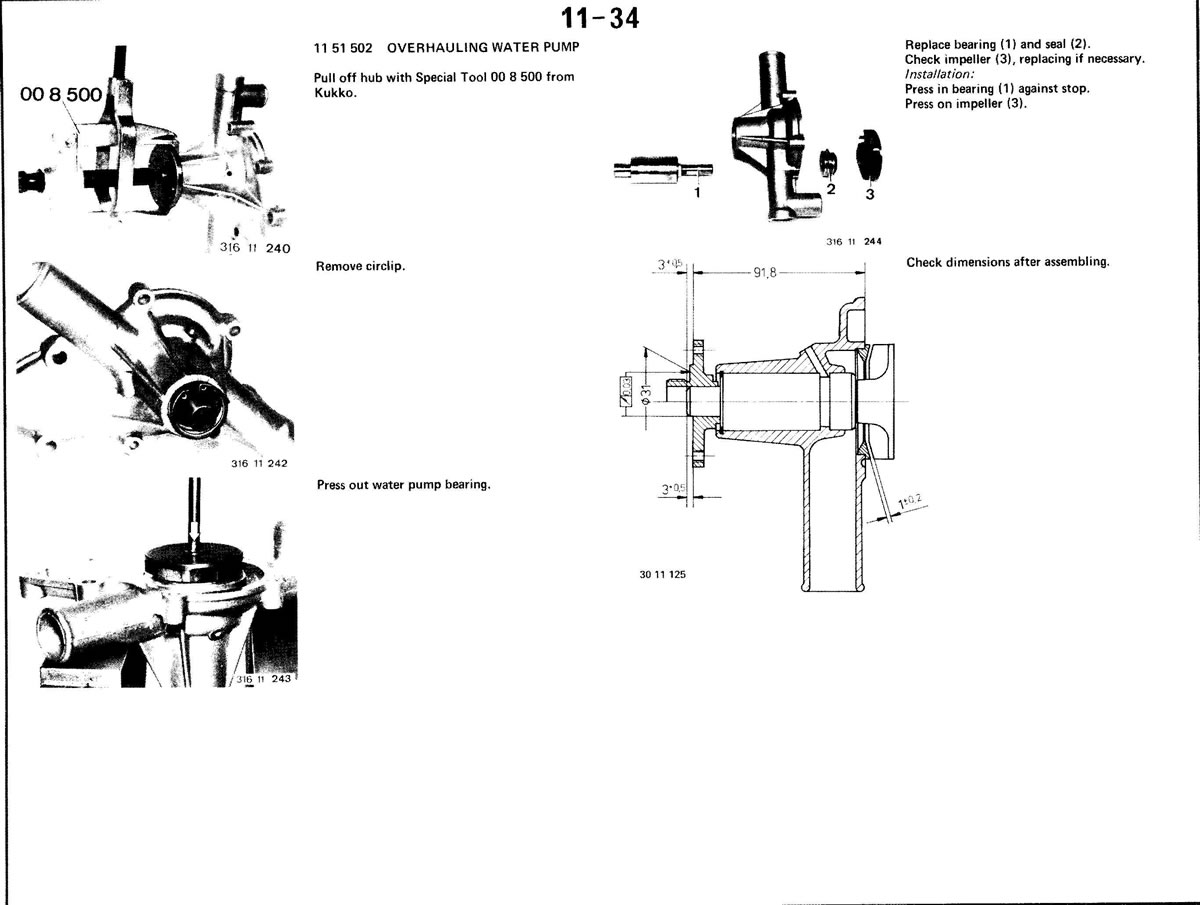 11-34
11 51 502 OVERHAULING WATER PUMP
Pull off hub with Special Tool 00 8 500 from
Kukko.
00 8 500
316 11 240
Remove circlip.
316 11 242
Press out water pump bearing.
316 11 243
Replace bearing (1) and seal (2).
Check impeller (3), replacing if necessary.
Installation:
Press in bearing (1) against stop.
Press on impeller (3).
1
2
3
316 11 244
Check dimensions after assembling.
3+0,5
91,8
0,03
ø31
3+0,5
1±0,2
30 11 125